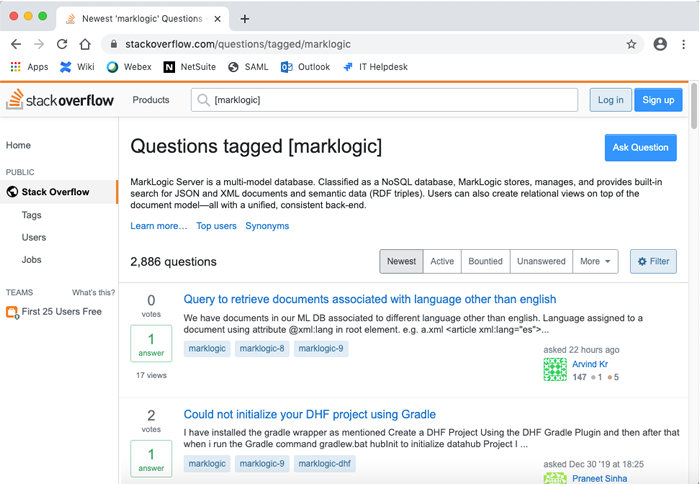 Newest 'marklogic' Questions
stackoverflow.com/questions/tagged/marklogic
Apps Wiki Webex NetSuite SAML Outlook IT Helpdesk
stackoverflow Products [marklogic] Log in Sign up
Home
PUBLIC
Stack Overflow
Tags
Users
Jobs
TEAMS What's this?
First 25 Users Free
Questions tagged [marklogic] Ask Question
MarkLogic Server is a multi-model database. Classified as a NoSQL database, MarkLogic stores, manages, and provides built-in
search for JSON and XML documents and semantic data (RDF triples). Users can also create relational views on top of the
document model—all with a unified, consistent back-end.
Learn more… Top users Synonyms
2,886 questions Newest Active Bountied Unanswered More Filter
0
votes
1
answer
17 views
Query to retrieve documents associated with language other than english
We have documents in our ML DB associated to different language other than english. Language assigned to a
document using attribute @xml:lang in root element. e.g. a.xml <article xml:lang="es">...
marklogic marklogic-8 marklogic-9
asked 22 hours ago
Arvind Kr
147 1 5
2
votes
1
answer
Could not initialize your DHF project using Gradle
I have installed the gradle wrapper as mentioned Create a DHF Project Using the DHF Gradle Plugin and then after that
when i run the Gradle command gradlew.bat hubInit to initialize datahub Project I ...
marklogic marklogic-9 marklogic-dhf
asked Dec 30 '19 at 18:25
Praneet Sinha